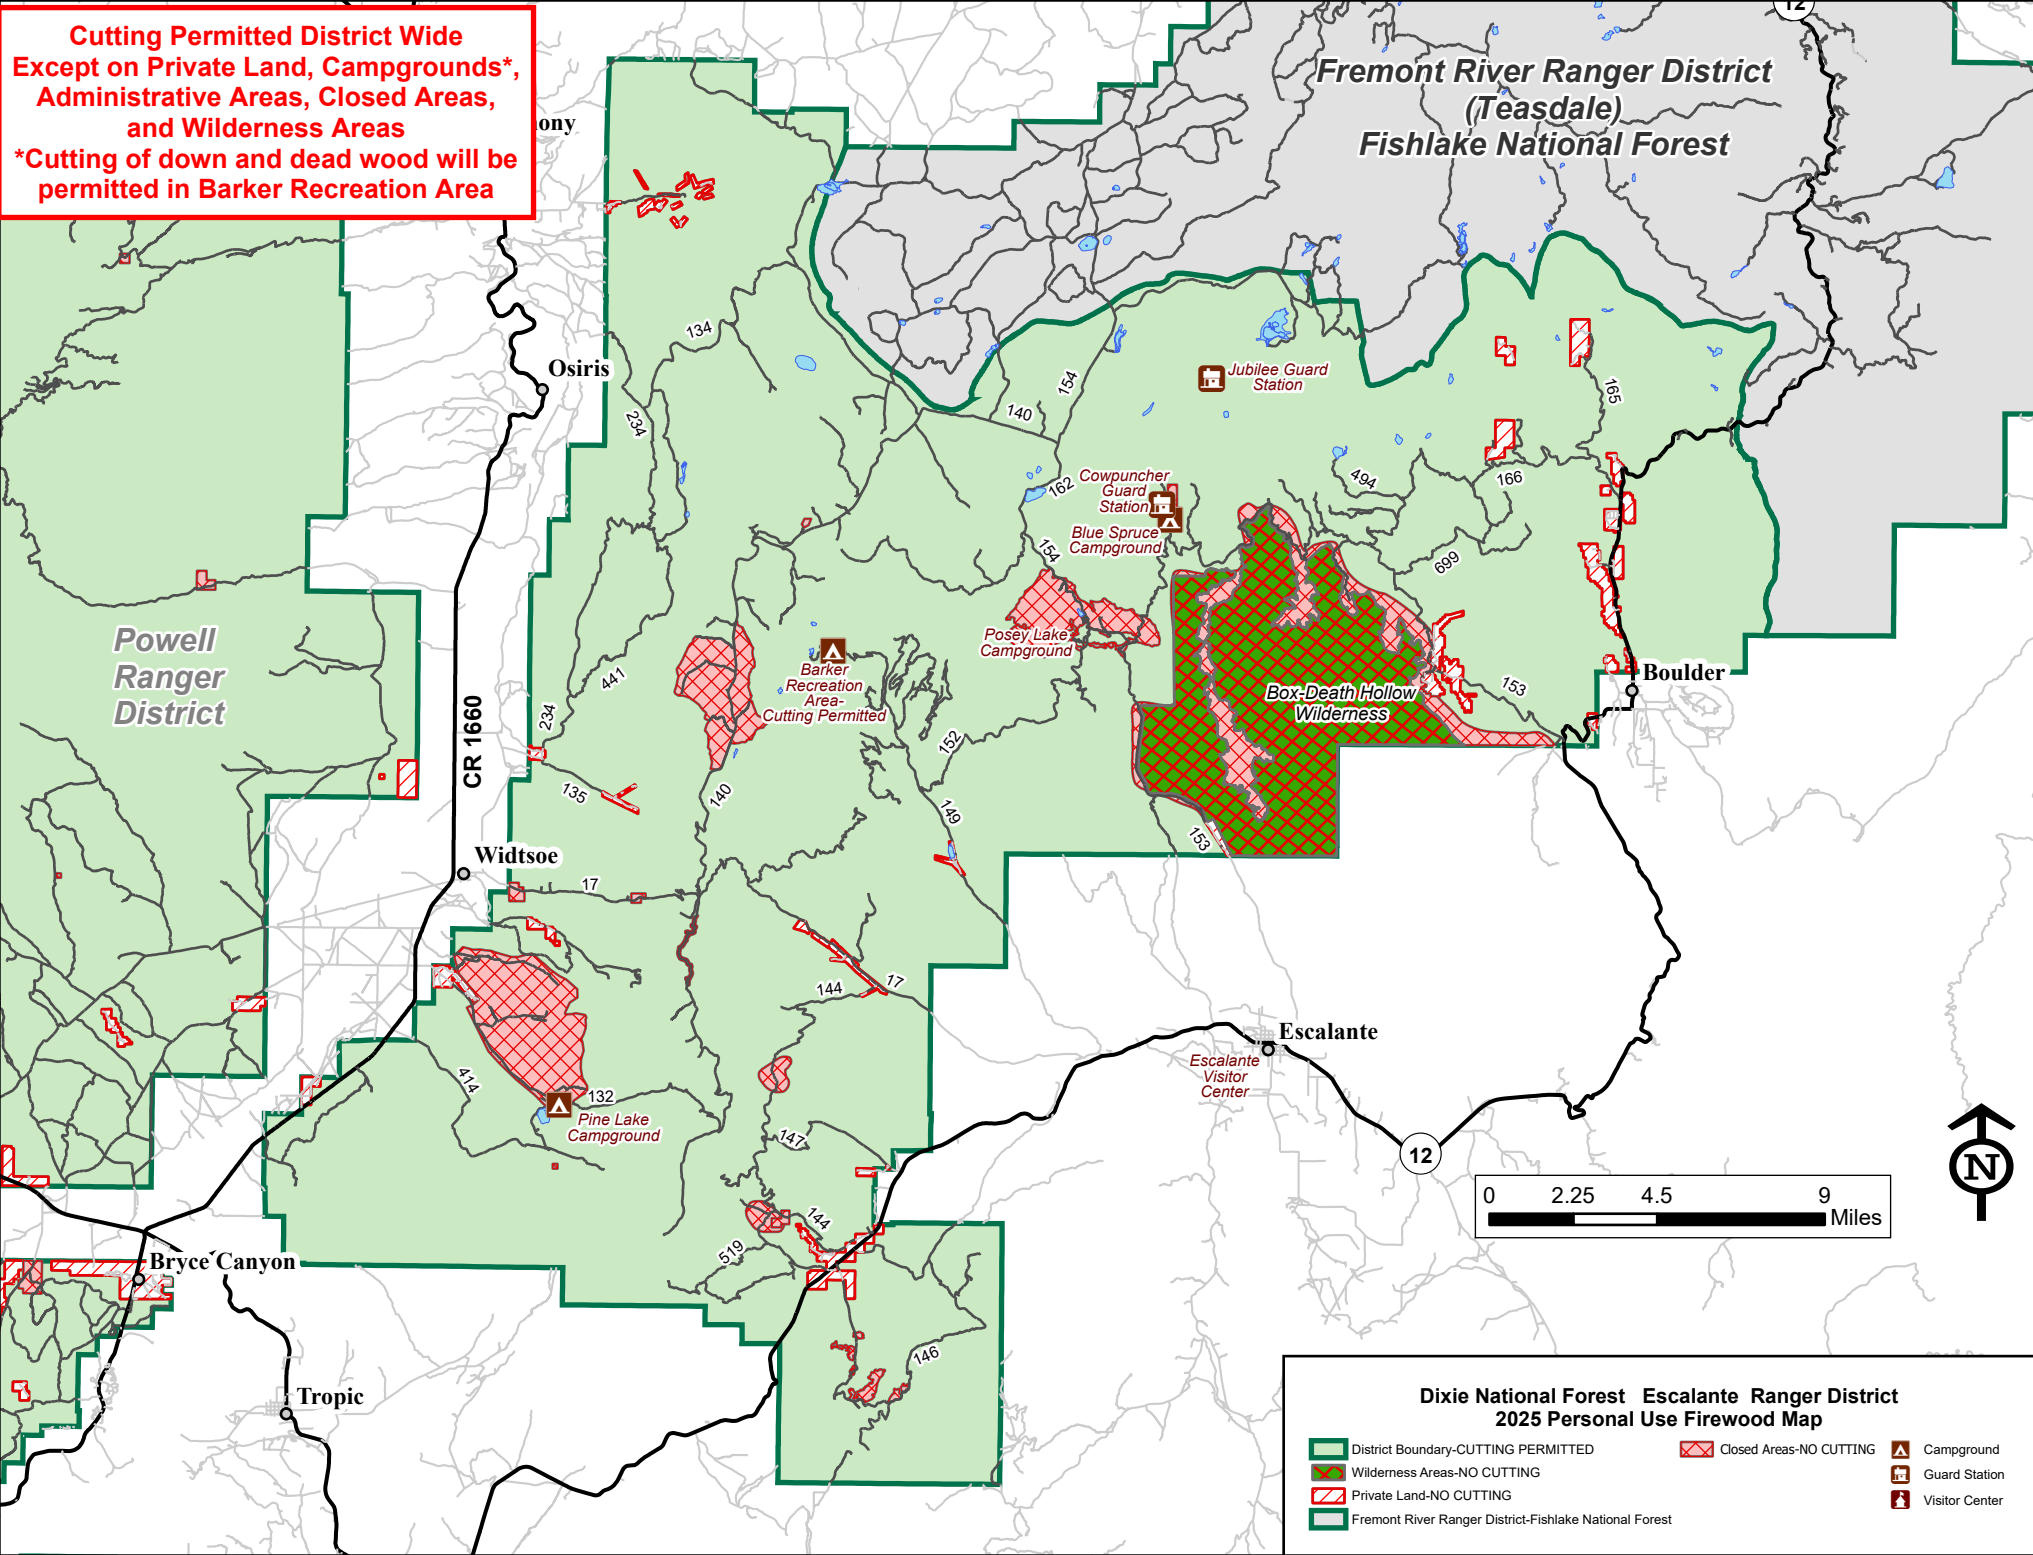 Cutting Permitted District Wide
Except on Private Land, Campgrounds*,
Administrative Areas, Closed Areas,
and Wilderness Areas
*Cutting of down and dead wood will be
permitted in Barker Recreation Area
12
Fremont River Ranger District
(Teasdale)
Fishlake National Forest
134
Osiris
234
Jubilee Guard
Station
154
140
165
162
Cowpuncher
Guard
Station
494
166
Blue Spruce
Campground
154
699
Powell
Ranger
District
Posey Lake
Campground
Barker
Recreation
Area-
Cutting Permitted
441
234
Box-Death Hollow
Wilderness
153
Boulder
CR 1660
152
135
140
149
153
Widtsoe
17
17
144
Escalante
Escalante
Visitor
Center
414
132
Pine Lake
Campground
147
12
144
519
Bryce Canyon
146
Tropic
0 2.25 4.5 9
Miles
N
Dixie National Forest Escalante Ranger District
2025 Personal Use Firewood Map
District Boundary-CUTTING PERMITTED
Wilderness Areas-NO CUTTING
Private Land-NO CUTTING
Fremont River Ranger District-Fishlake National Forest
Closed Areas-NO CUTTING
Campground
Guard Station
Visitor Center